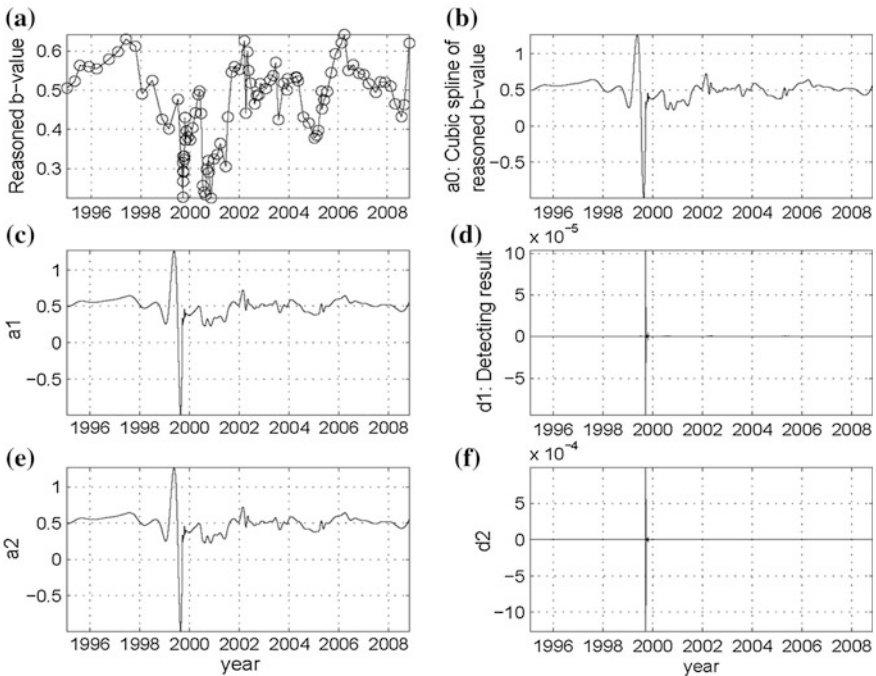 (a)
Reasoned b-value
0.6
0.5
0.4
0.3
1996 1998 2000 2002 2004 2006 2008
(b)
a0: Cubic spline of
reasoned b-value
1
0.5
0
−0.5
1996 1998 2000 2002 2004 2006 2008
(c)
a1
1
0.5
0
−0.5
1996 1998 2000 2002 2004 2006 2008
(d)
x 10⁻⁵
d1: Detecting result
10
5
0
−5
1996 1998 2000 2002 2004 2006 2008
(e)
a2
1
0.5
0
−0.5
1996 1998 2000 2002 2004 2006 2008
year
(f)
x 10⁻⁴
d2
5
0
−5
−10
1996 1998 2000 2002 2004 2006 2008
year